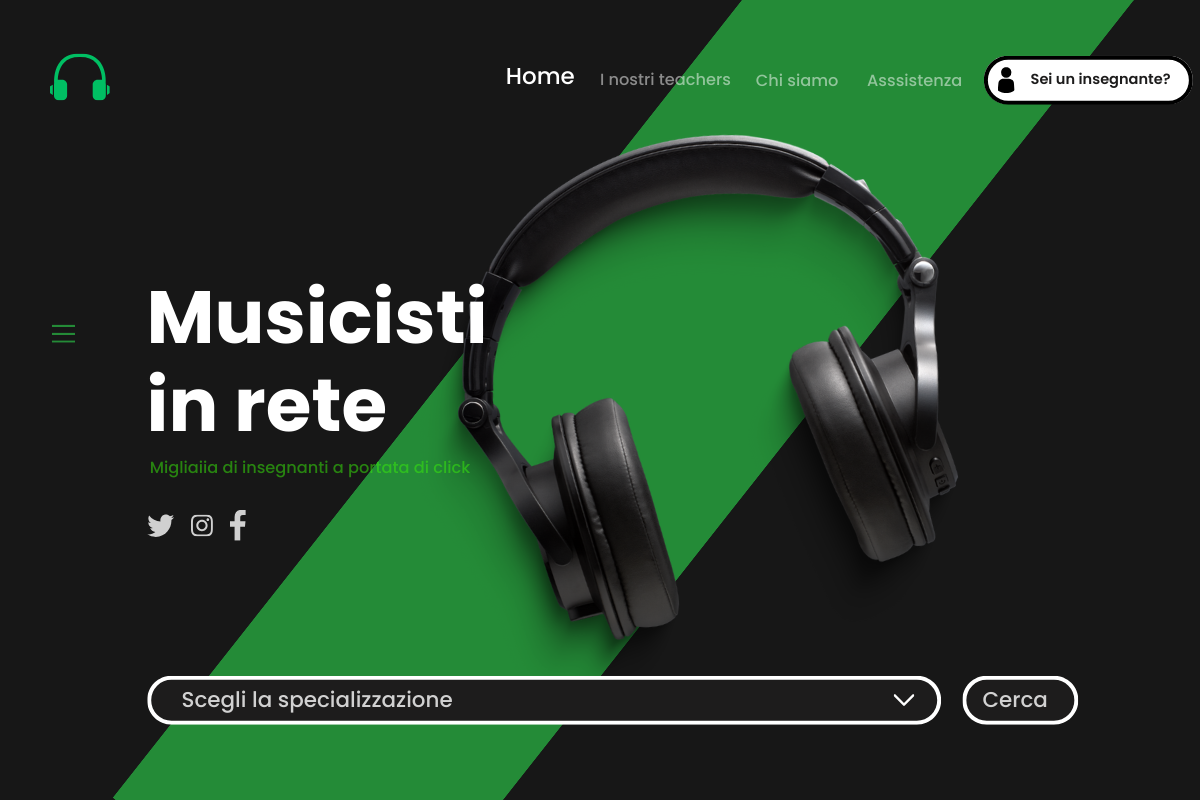 Home
I nostri teachers
Chi siamo
Asssistenza
Sei un insegnante?
Musicisti
in rete
Migliaiia di insegnanti a portata di click
Scegli la specializzazione
Cerca